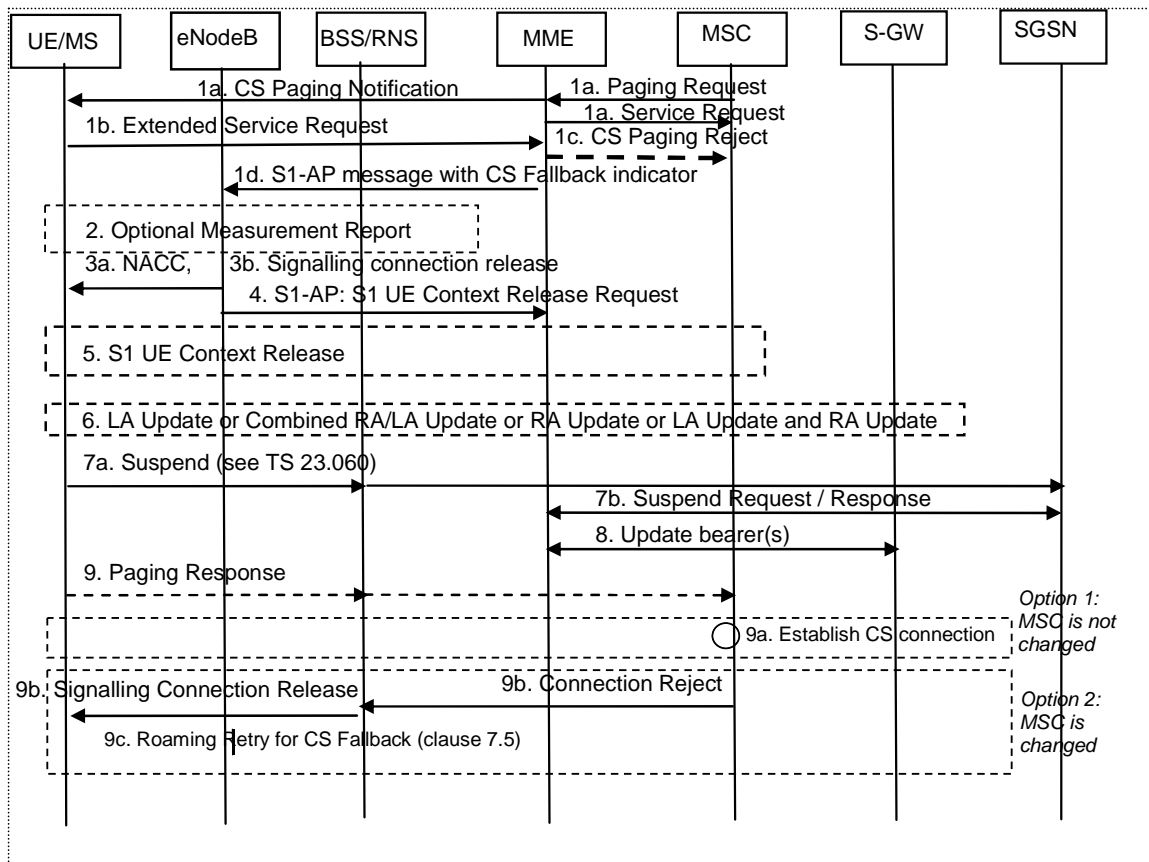 UE/MS
eNodeB
BSS/RNS
MME
MSC
S-GW
SGSN
1a. CS Paging Notification
1a. Paging Request
1a. Service Request
1b. Extended Service Request
1c. CS Paging Reject
1d. S1-AP message with CS Fallback indicator
2. Optional Measurement Report
3a. NACC,
3b. Signalling connection release
4. S1-AP: S1 UE Context Release Request
5. S1 UE Context Release
6. LA Update or Combined RA/LA Update or RA Update or LA Update and RA Update
7a. Suspend (see TS 23.060)
7b. Suspend Request / Response
8. Update bearer(s)
9. Paging Response
Option 1:
MSC is not
changed
9a. Establish CS connection
9b. Signalling Connection Release
9b. Connection Reject
Option 2:
MSC is
changed
9c. Roaming Retry for CS Fallback (clause 7.5)